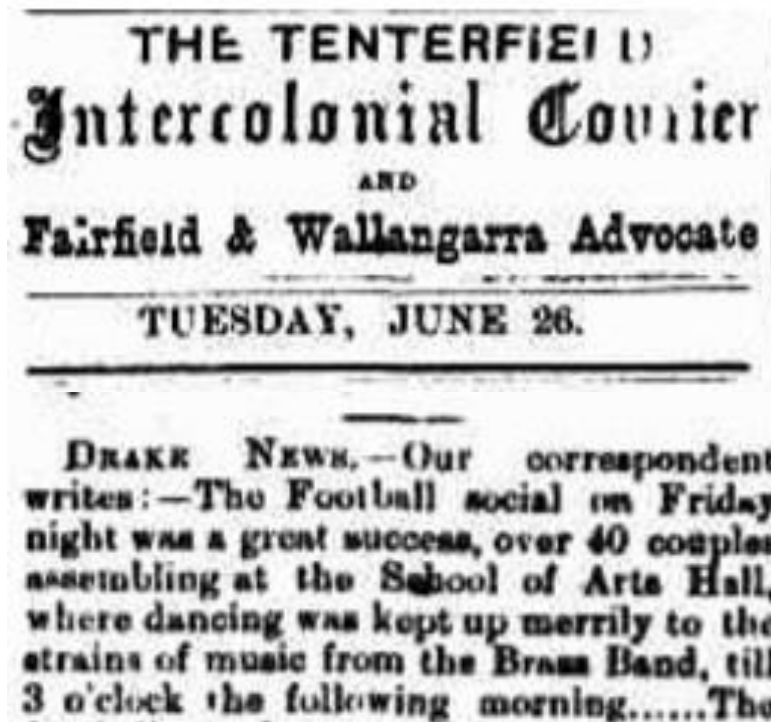 THE TENTERFIELD
Intercolonial Courier
AND
Fairfield & Wallangarra Advocate
TUESDAY, JUNE 26.
DRAKE NEWS.—Our correspondent
writes:—The Football social on Friday
night was a great success, over 40 couples
assembling at the School of Arts Hall,
where dancing was kept up merrily to the
strains of music from the Brass Band, till
3 o'clock the following morning......The